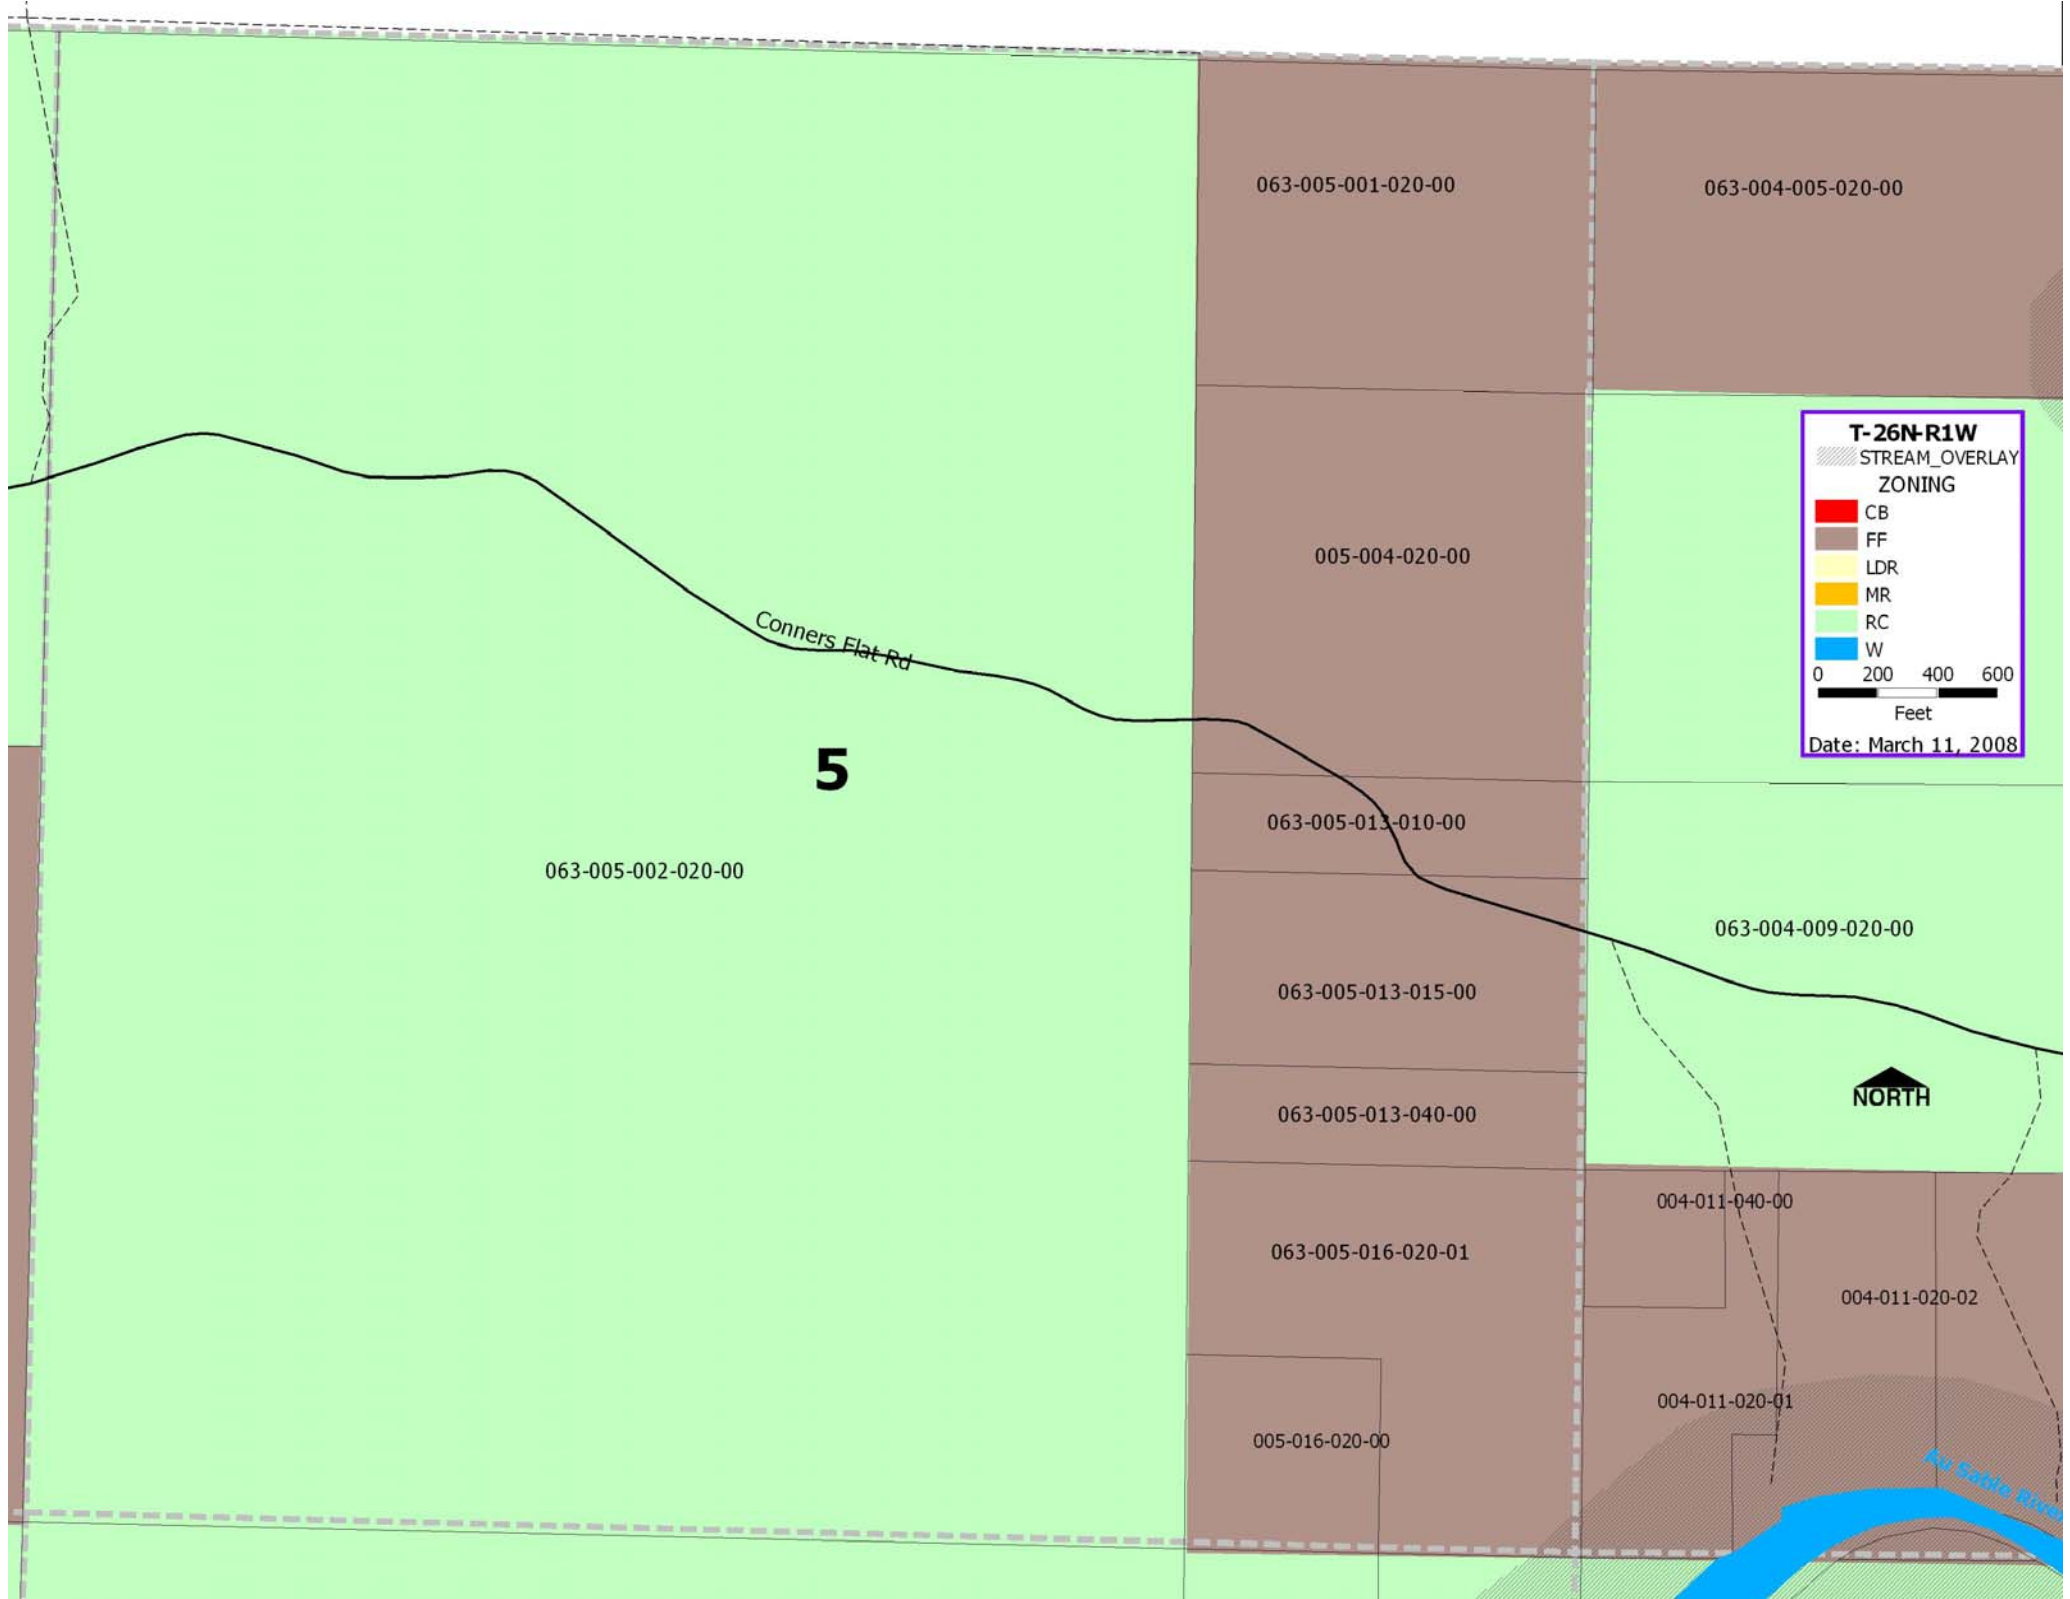 063-005-001-020-00
063-004-005-020-00
T-26N-R1W
STREAM_OVERLAY
ZONING
CB
FF
LDR
MR
RC
W
0 200 400 600
Feet
Date: March 11, 2008
005-004-020-00
Conners Flat Rd
5
063-005-013-010-00
063-005-002-020-00
063-004-009-020-00
063-005-013-015-00
NORTH
063-005-013-040-00
004-011-040-00
063-005-016-020-01
004-011-020-02
004-011-020-01
005-016-020-00
Au Sable River